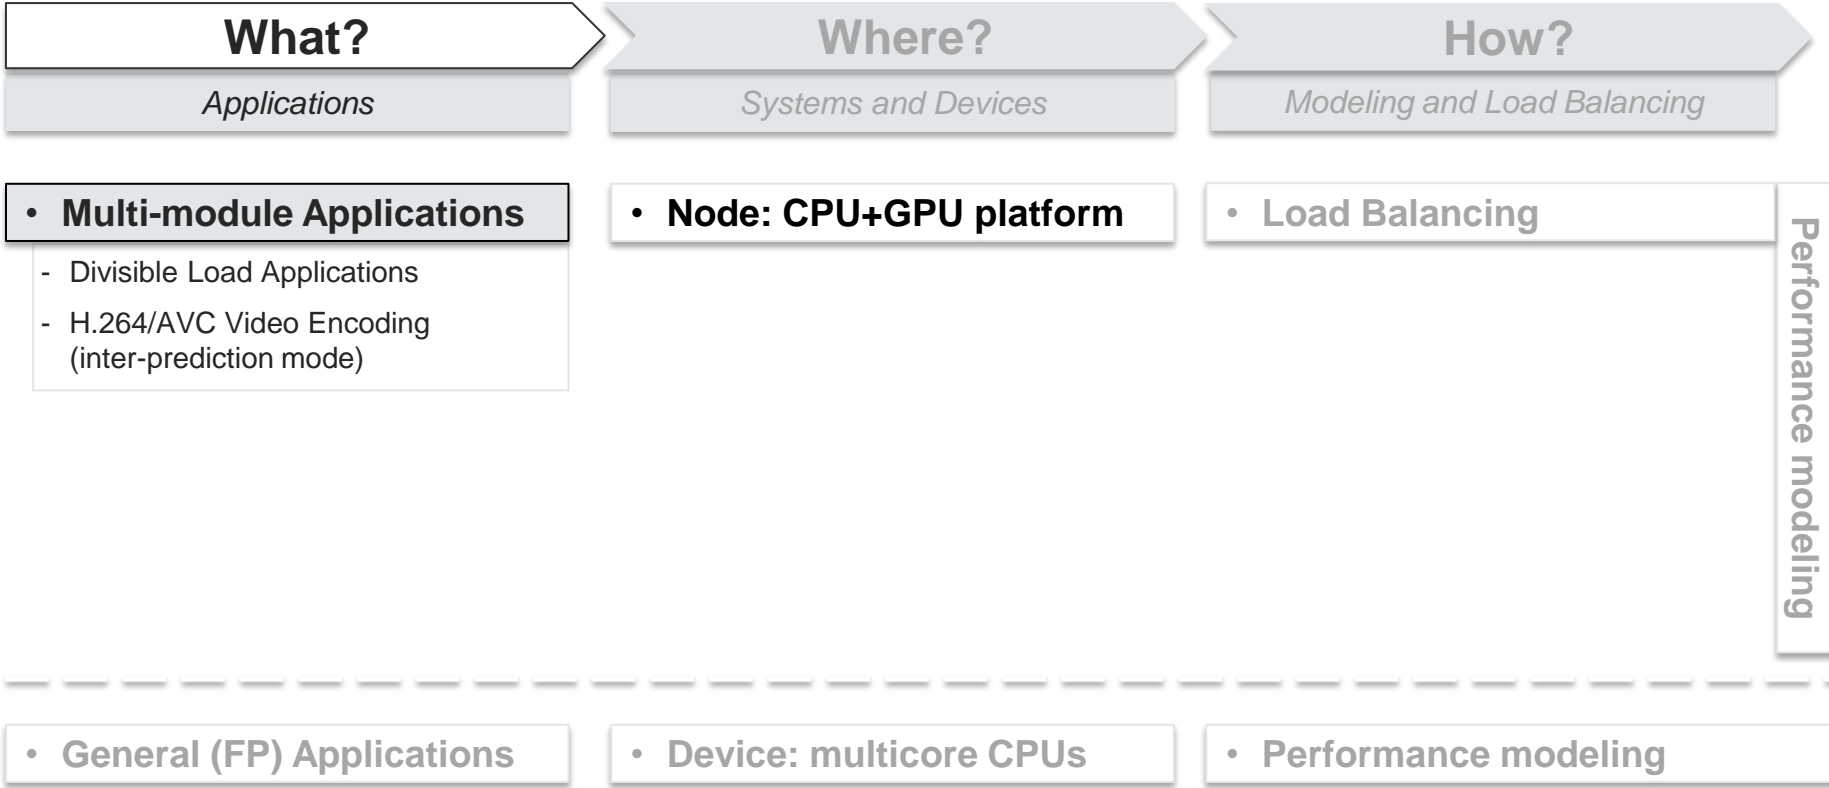 What?
Where?
How?
Applications
Systems and Devices
Modeling and Load Balancing
• Multi-module Applications
- Divisible Load Applications
- H.264/AVC Video Encoding
(inter-prediction mode)
• Node: CPU+GPU platform
• Load Balancing
Performance modeling
• General (FP) Applications
• Device: multicore CPUs
• Performance modeling